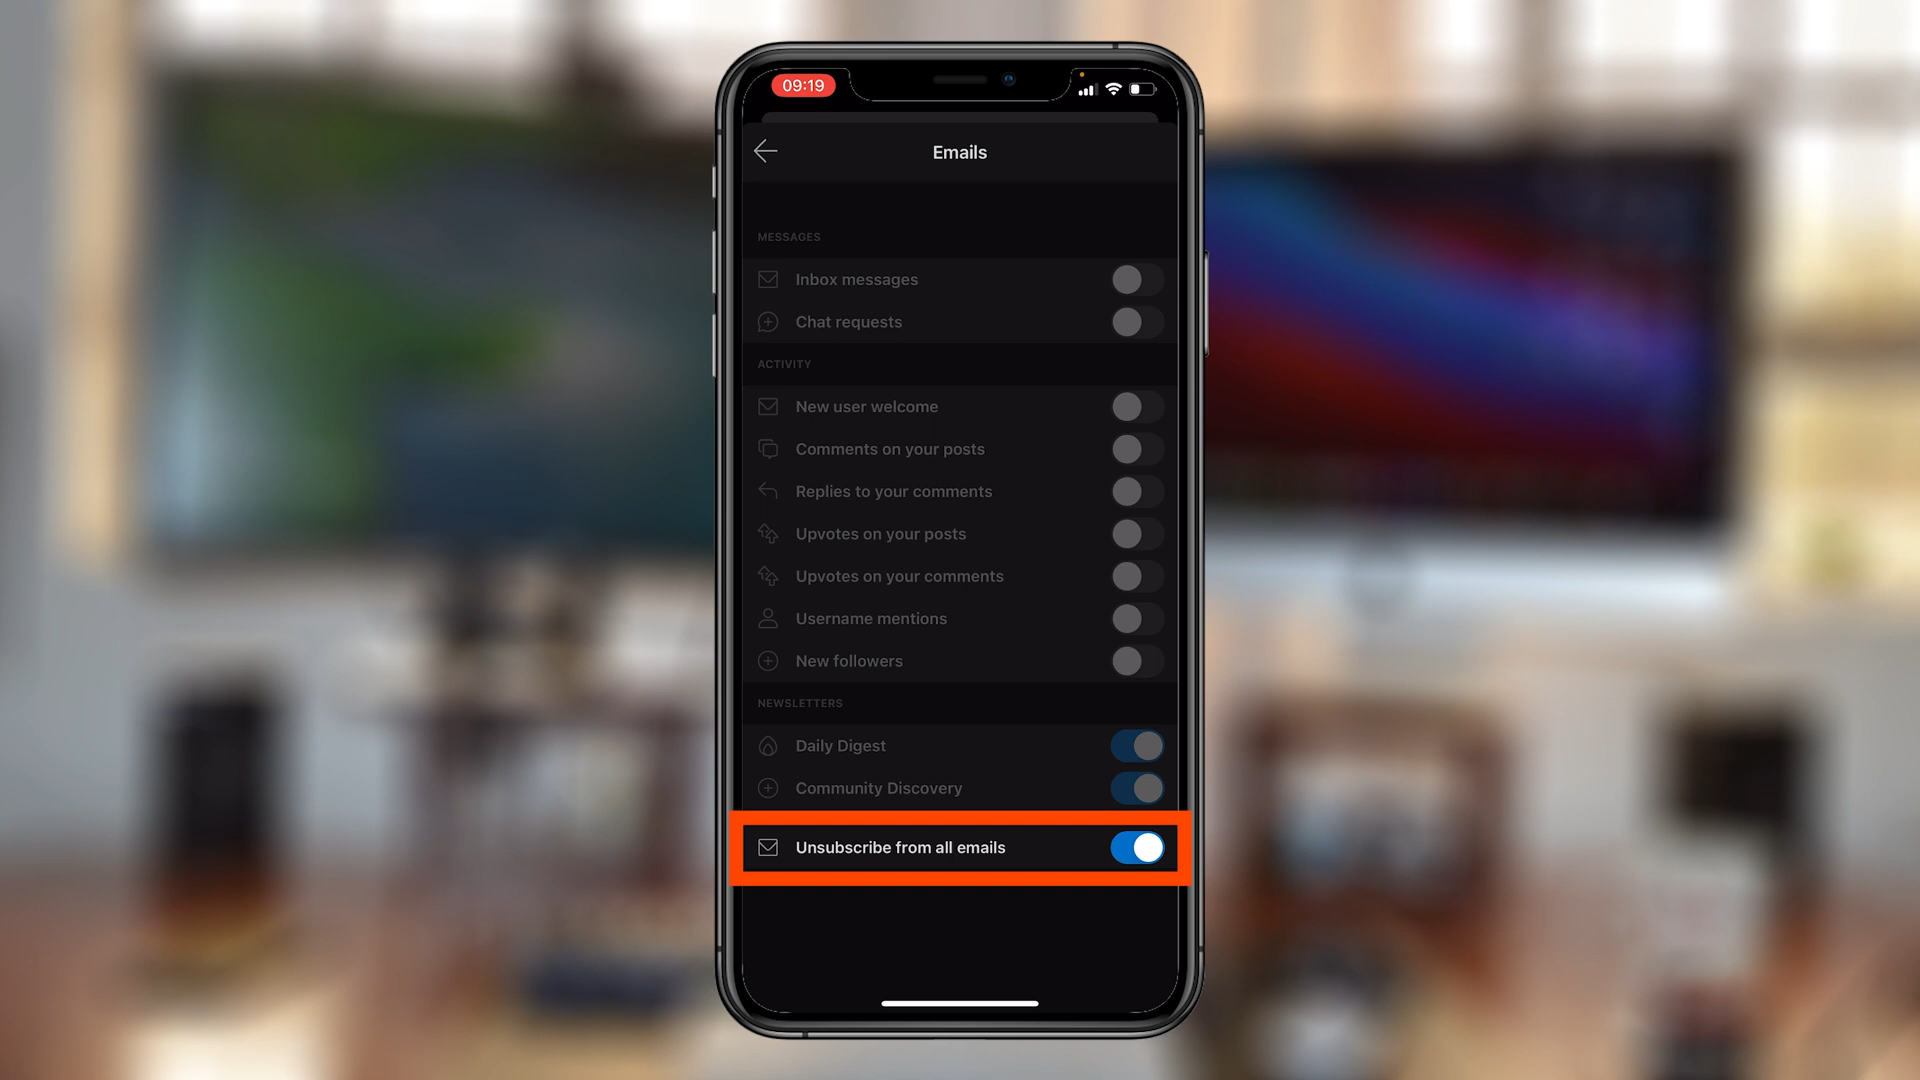 09:19
Emails
MESSAGES
Inbox messages
Chat requests
ACTIVITY
New user welcome
Comments on your posts
Replies to your comments
Upvotes on your posts
Upvotes on your comments
Username mentions
New followers
NEWSLETTERS
Daily Digest
Community Discovery
Unsubscribe from all emails